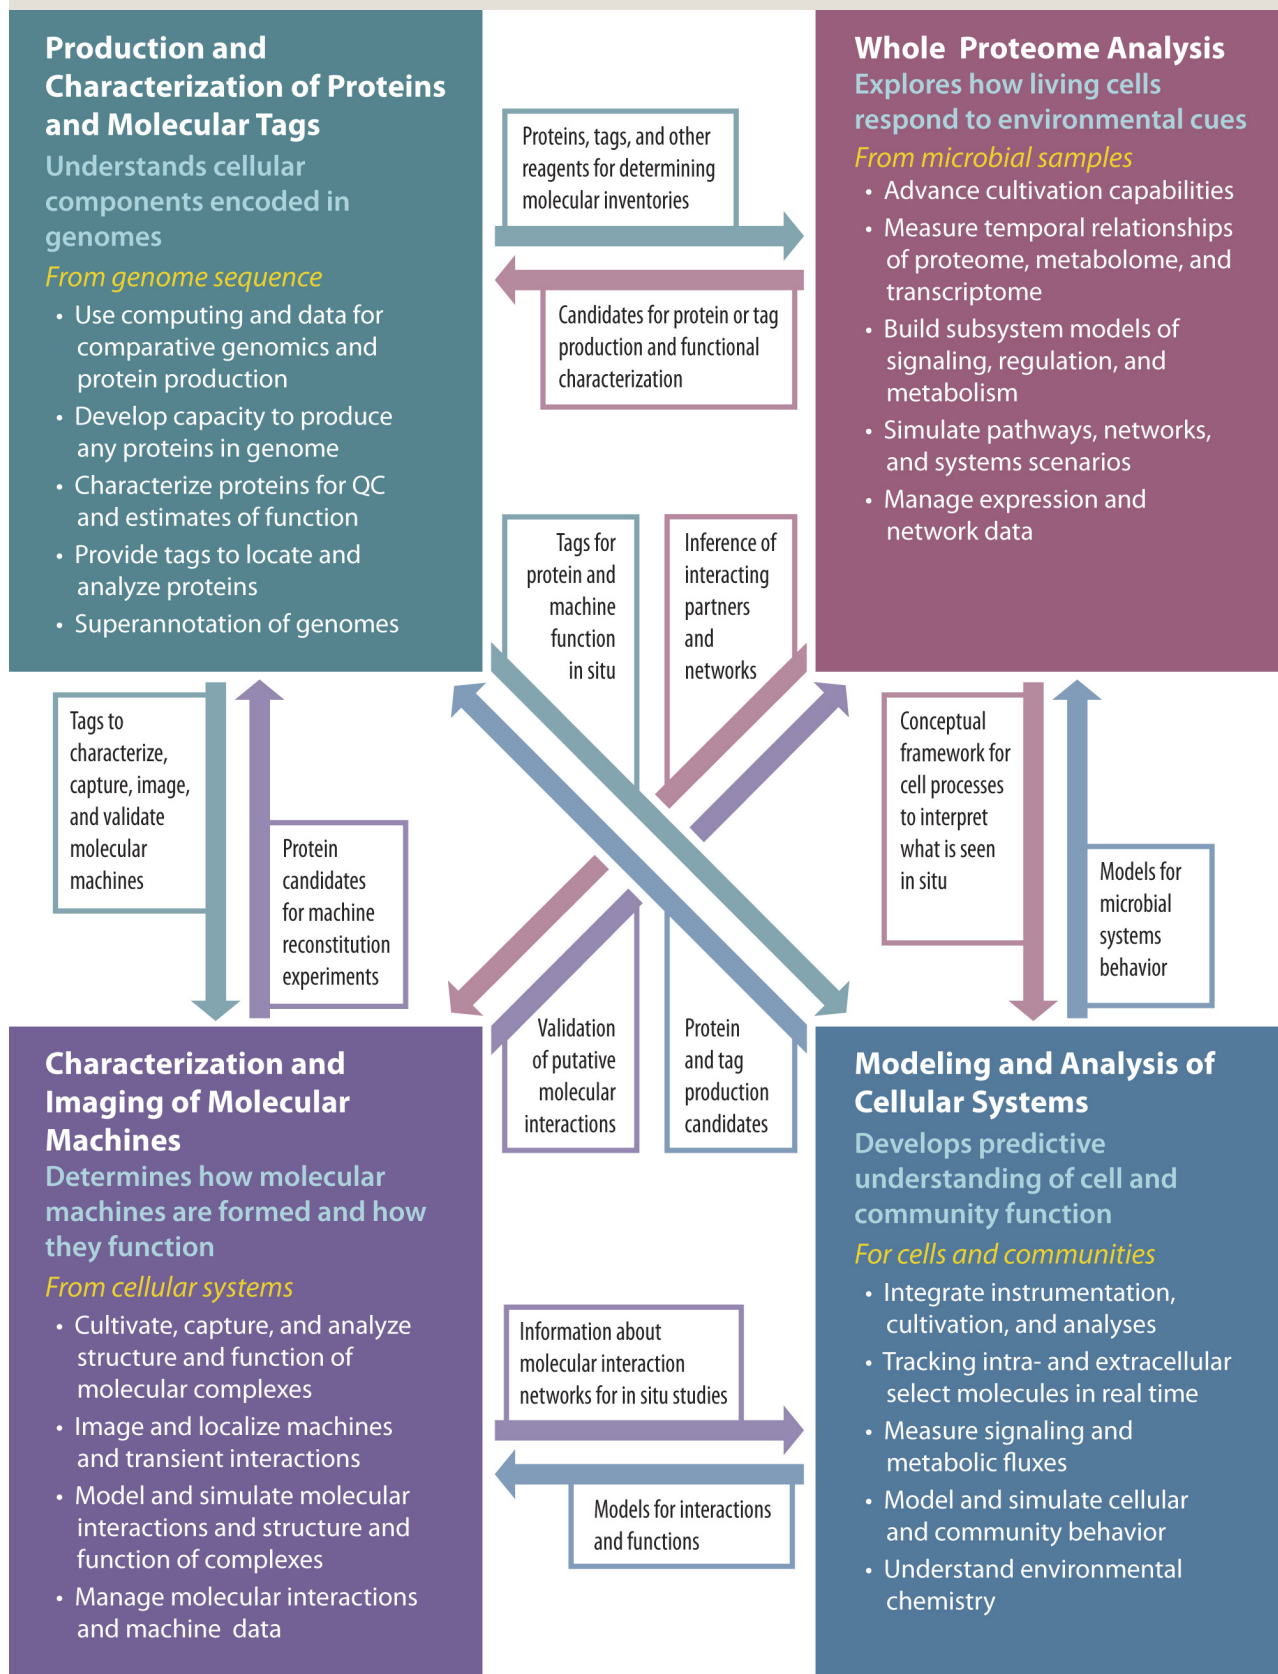 Production and
Characterization of Proteins
and Molecular Tags
Understands cellular
components encoded in
genomes
From genome sequence
• Use computing and data for
comparative genomics and
protein production
• Develop capacity to produce
any proteins in genome
• Characterize proteins for QC
and estimates of function
• Provide tags to locate and
analyze proteins
• Superannotation of genomes
Proteins, tags, and other
reagents for determining
molecular inventories
Candidates for protein or tag
production and functional
characterization
Whole Proteome Analysis
Explores how living cells
respond to environmental cues
From microbial samples
• Advance cultivation capabilities
• Measure temporal relationships
of proteome, metabolome, and
transcriptome
• Build subsystem models of
signaling, regulation, and
metabolism
• Simulate pathways, networks,
and systems scenarios
• Manage expression and
network data
Tags for
protein and
machine
function
in situ
Inference of
interacting
partners
and
networks
Tags to
characterize,
capture, image,
and validate
molecular
machines
Protein
candidates
for machine
reconstitution
experiments
Conceptual
framework for
cell processes
to interpret
what is seen
in situ
Models for
microbial
systems
behavior
Validation
of putative
molecular
interactions
Protein
and tag
production
candidates
Characterization and
Imaging of Molecular
Machines
Determines how molecular
machines are formed and how
they function
From cellular systems
• Cultivate, capture, and analyze
structure and function of
molecular complexes
• Image and localize machines
and transient interactions
• Model and simulate molecular
interactions and structure and
function of complexes
• Manage molecular interactions
and machine data
Information about
molecular interaction
networks for in situ studies
Models for interactions
and functions
Modeling and Analysis of
Cellular Systems
Develops predictive
understanding of cell and
community function
For cells and communities
• Integrate instrumentation,
cultivation, and analyses
• Tracking intra- and extracellular
select molecules in real time
• Measure signaling and
metabolic fluxes
• Model and simulate cellular
and community behavior
• Understand environmental
chemistry